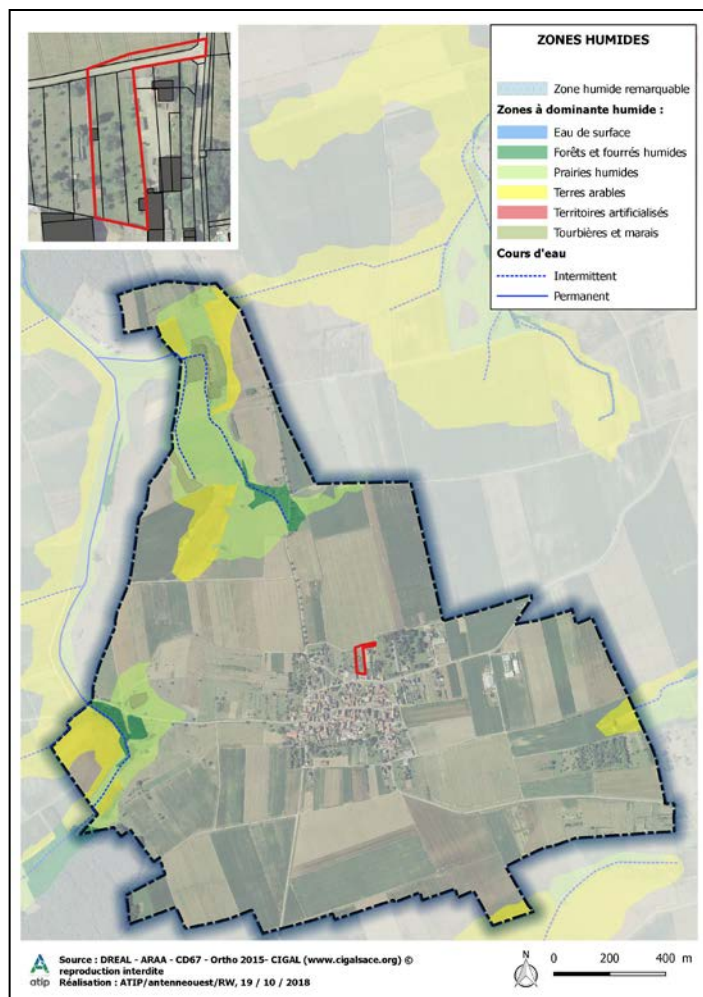 ZONES HUMIDES
Zone humide remarquable
Zones à dominante humide :
Eau de surface
Forêts et fourrés humides
Prairies humides
Terres arables
Territoires artificialisés
Tourbières et marais
Cours d'eau
Intermittent
Permanent
atip
Source : DREAL - ARAA - CD67 - Ortho 2015- CIGAL (www.cigalsace.org) ©
reproduction interdite
Réalisation : ATIP/antenneouest/RW, 19 / 10 / 2018
N
0 200 400 m